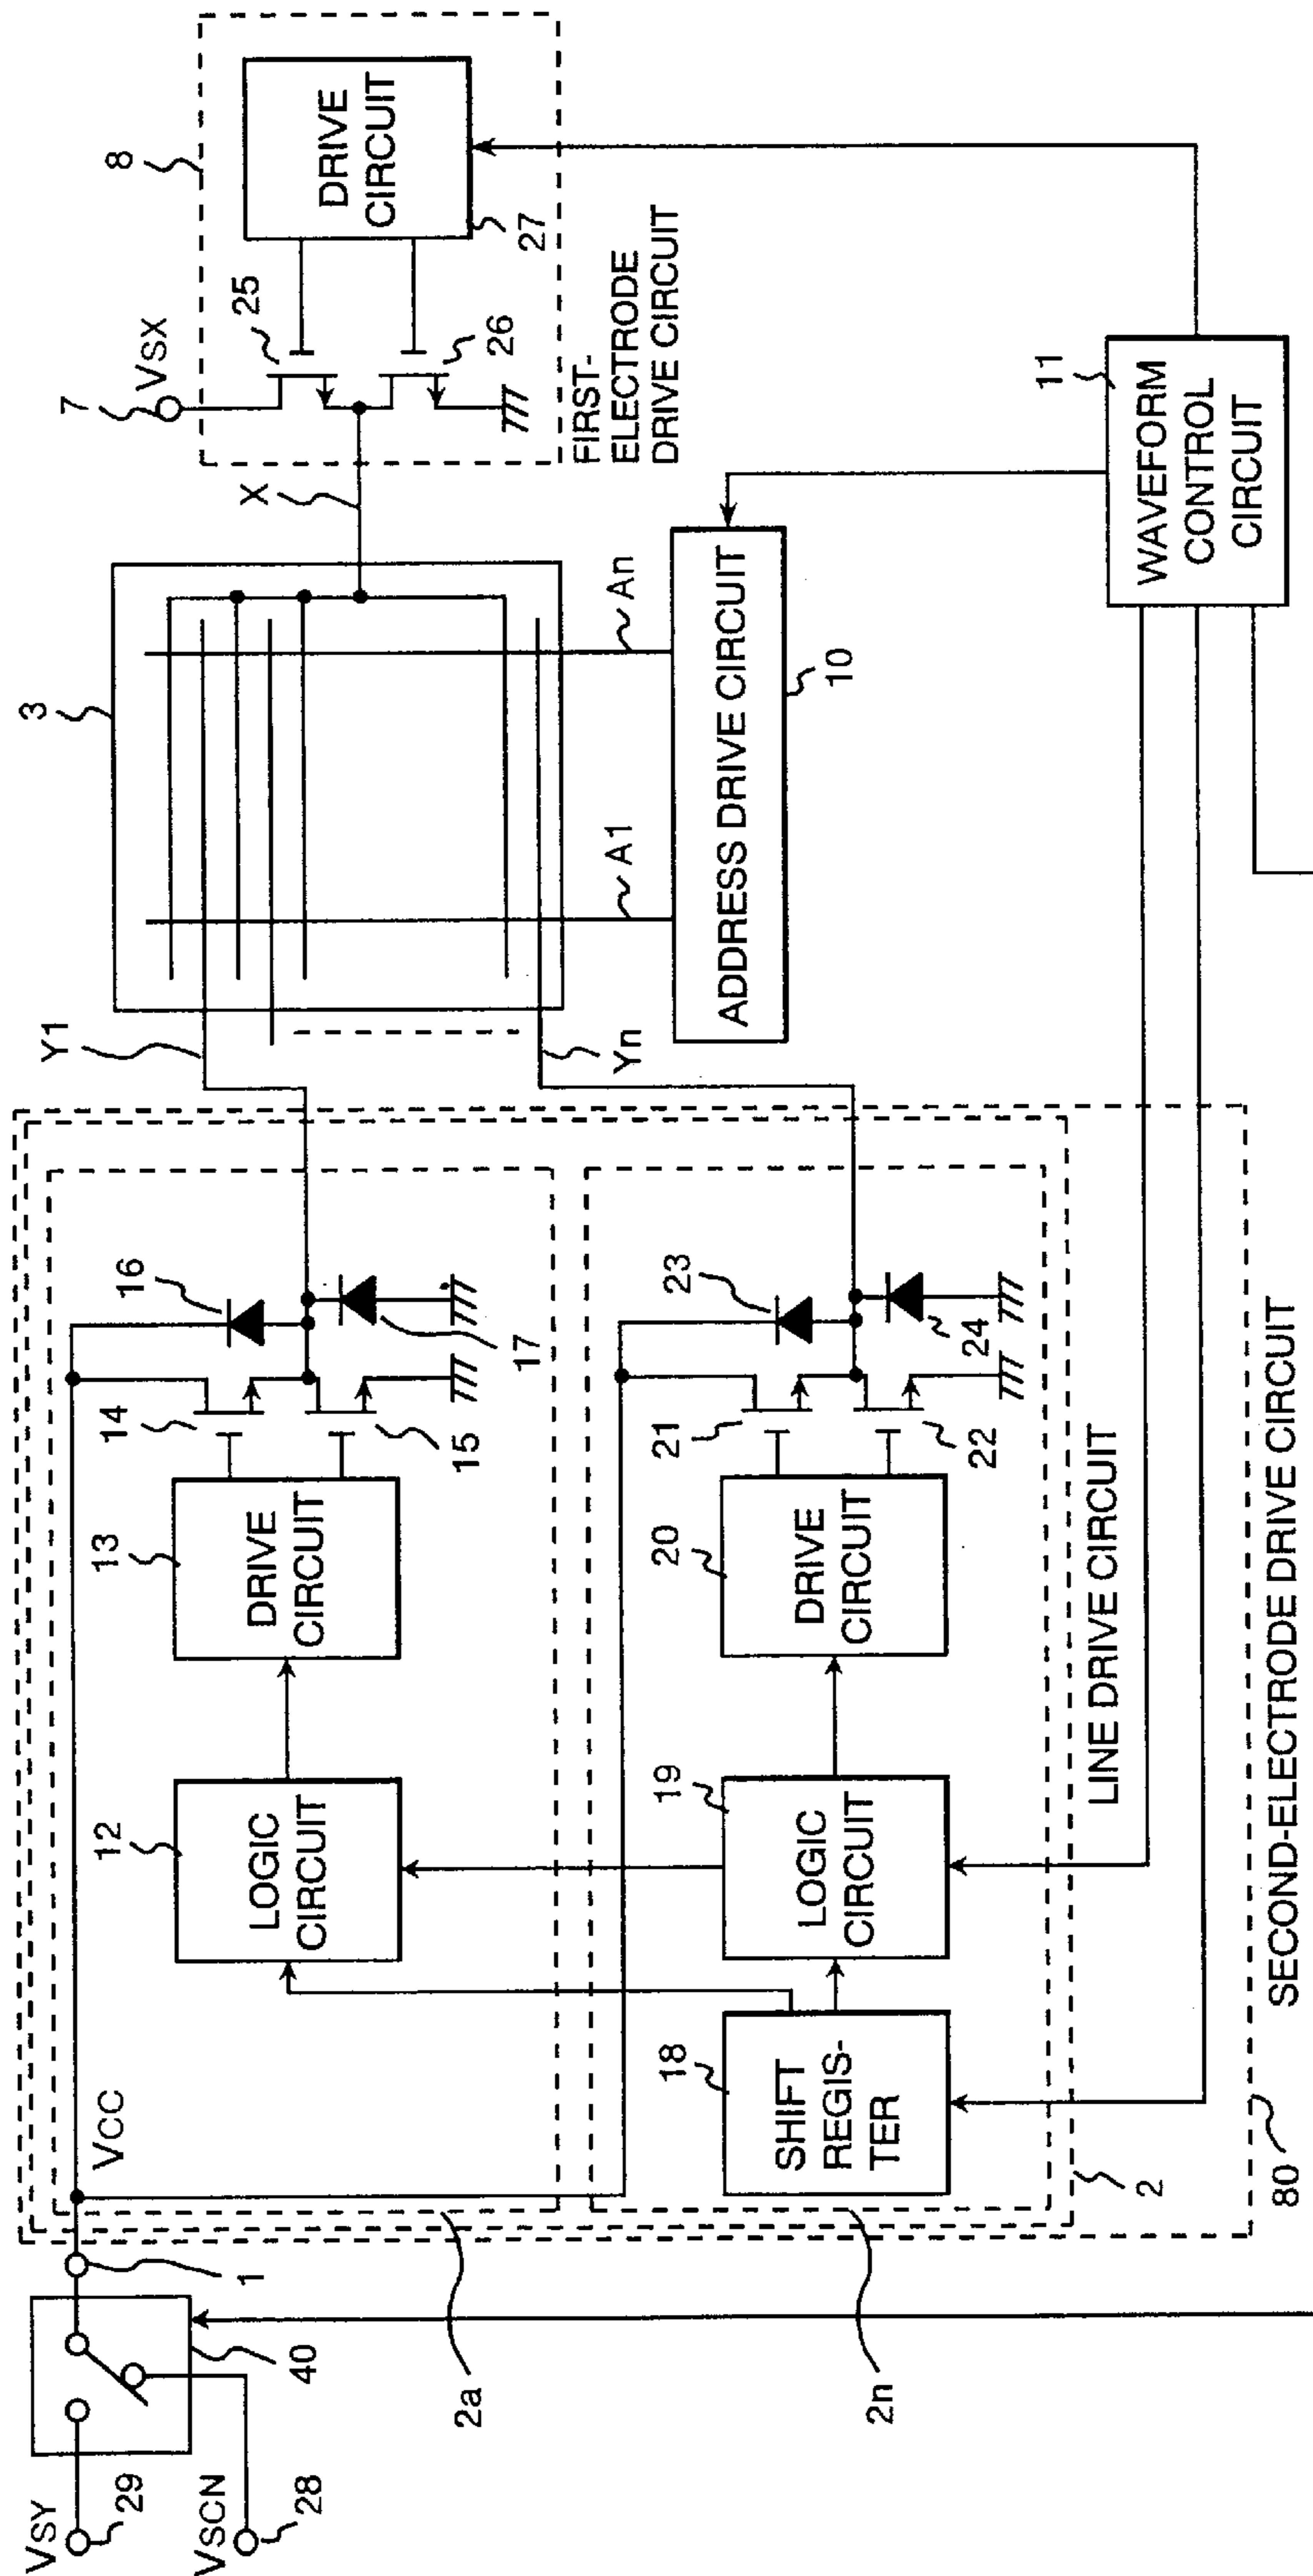 VSY
29
VSCN
28
40
1
VCC
2a
2n
12
LOGIC
CIRCUIT
13
DRIVE
CIRCUIT
14
15
16
17
18
SHIFT
REGIS-
TER
19
LOGIC
CIRCUIT
20
DRIVE
CIRCUIT
21
22
23
24
2
LINE DRIVE CIRCUIT
80
SECOND-ELECTRODE DRIVE CIRCUIT
Y1
Yn
3
A1
An
ADDRESS DRIVE CIRCUIT
10
X
7
VSX
8
25
26
DRIVE
CIRCUIT
27
FIRST-
ELECTRODE
DRIVE CIRCUIT
11
WAVEFORM
CONTROL
CIRCUIT